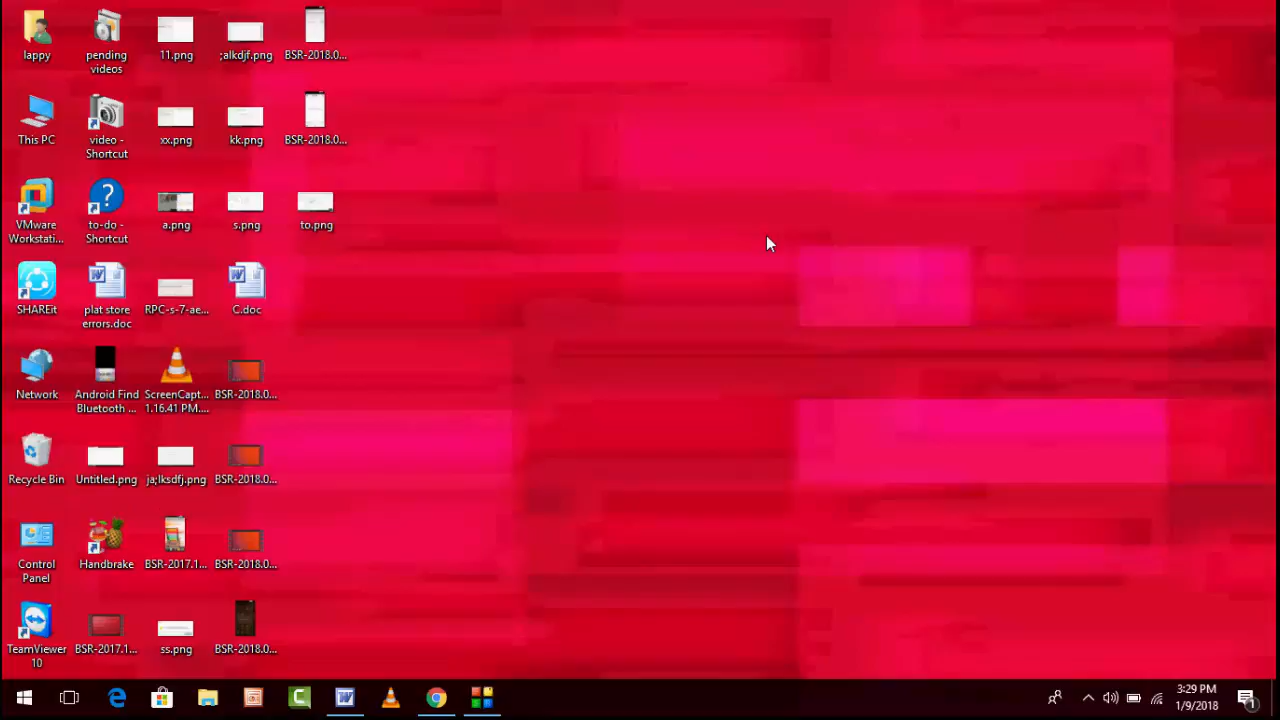 lappy
pending
videos
11.png
;alkdjf.png
BSR-2018.0...
This PC
video -
Shortcut
xx.png
kk.png
BSR-2018.0...
VMware
Workstati...
to-do -
Shortcut
a.png
s.png
to.png
SHAREit
plat store
errors.doc
RPC-s-7-ae...
C.doc
Network
Android Find
Bluetooth ...
ScreenCapt...
1.16.41 PM....
BSR-2018.0...
Recycle Bin
Untitled.png
ja;lksdfj.png
BSR-2018.0...
Control
Panel
Handbrake
BSR-2017.1...
BSR-2018.0...
TeamViewer
10
BSR-2017.1...
ss.png
BSR-2018.0...
3:29 PM
1/9/2018
1